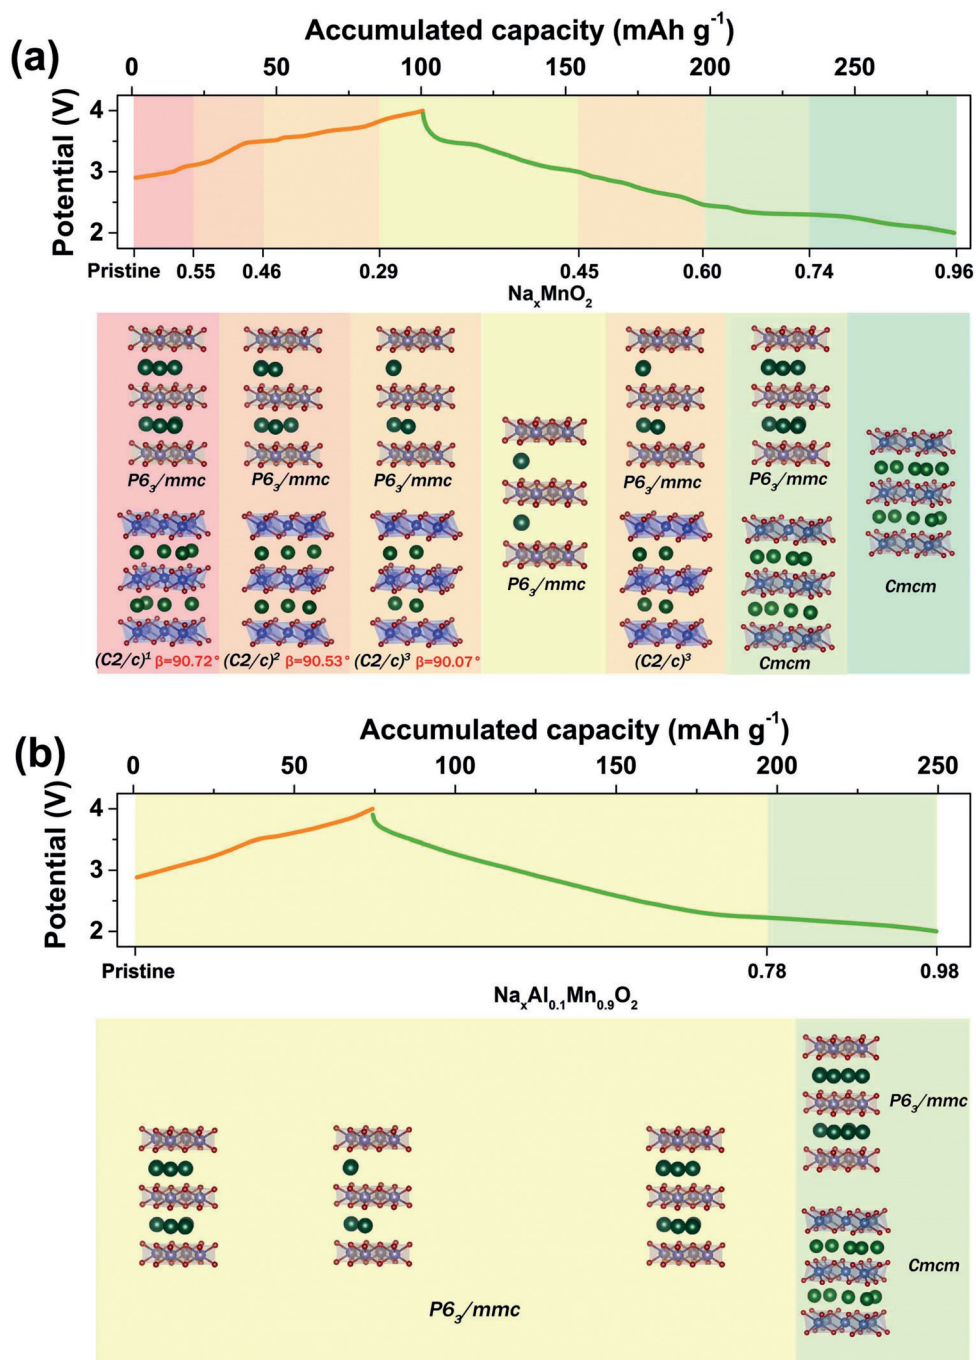 (a)
Accumulated capacity (mAh g⁻¹)
0 50 100 150 200 250
Potential (V)
4
3
2
Pristine 0.55 0.46 0.29 0.45 0.60 0.74 0.96
NaₓMnO₂
P6₃/mmc P6₃/mmc P6₃/mmc P6₃/mmc P6₃/mmc
P6₃/mmc Cmcm
(C2/c)¹ β=90.72° (C2/c)² β=90.53° (C2/c)³ β=90.07° (C2/c)³ Cmcm
(b)
Accumulated capacity (mAh g⁻¹)
0 50 100 150 200 250
Potential (V)
4
3
2
Pristine 0.78 0.98
NaₓAl₀.₁Mn₀.₉O₂
P6₃/mmc
Cmcm
P6₃/mmc